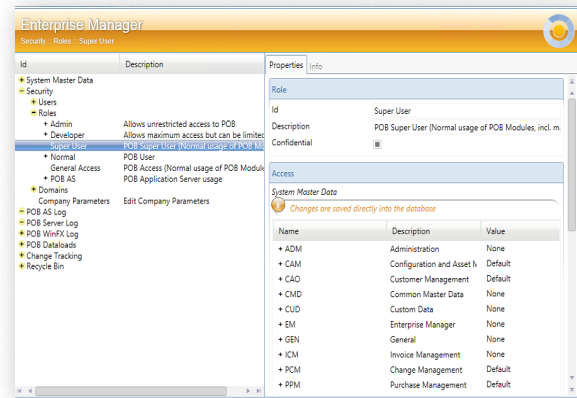 Enterprise Manager
Security : Roles : Super User
Id Description
System Master Data
Security
Users
Roles
Admin Allows unrestricted access to POB
Developer Allows maximum access but can be limited
Super User POB Super User (Normal usage of POB Mo
Normal POB User
General Access POB Access (Normal usage of POB Module
POB AS POB Application Server usage
Domains
Company Parameters Edit Company Parameters
POB AS Log
POB Server Log
POB WinFX Log
POB Dataloads
Change Tracking
Recycle Bin
Properties Info
Role
Id Super User
Description POB Super User (Normal usage of POB Modules, incl. m
Confidential
Access
System Master Data
Changes are saved directly into the database
Name Description Value
ADM Administration None
CAM Configuration and Asset M Default
CAO Customer Management Default
CMD Common Master Data None
CUD Custom Data None
EM Enterprise Manager None
GEN General None
ICM Invoice Management None
PCM Change Management Default
PPM Purchase Management Default